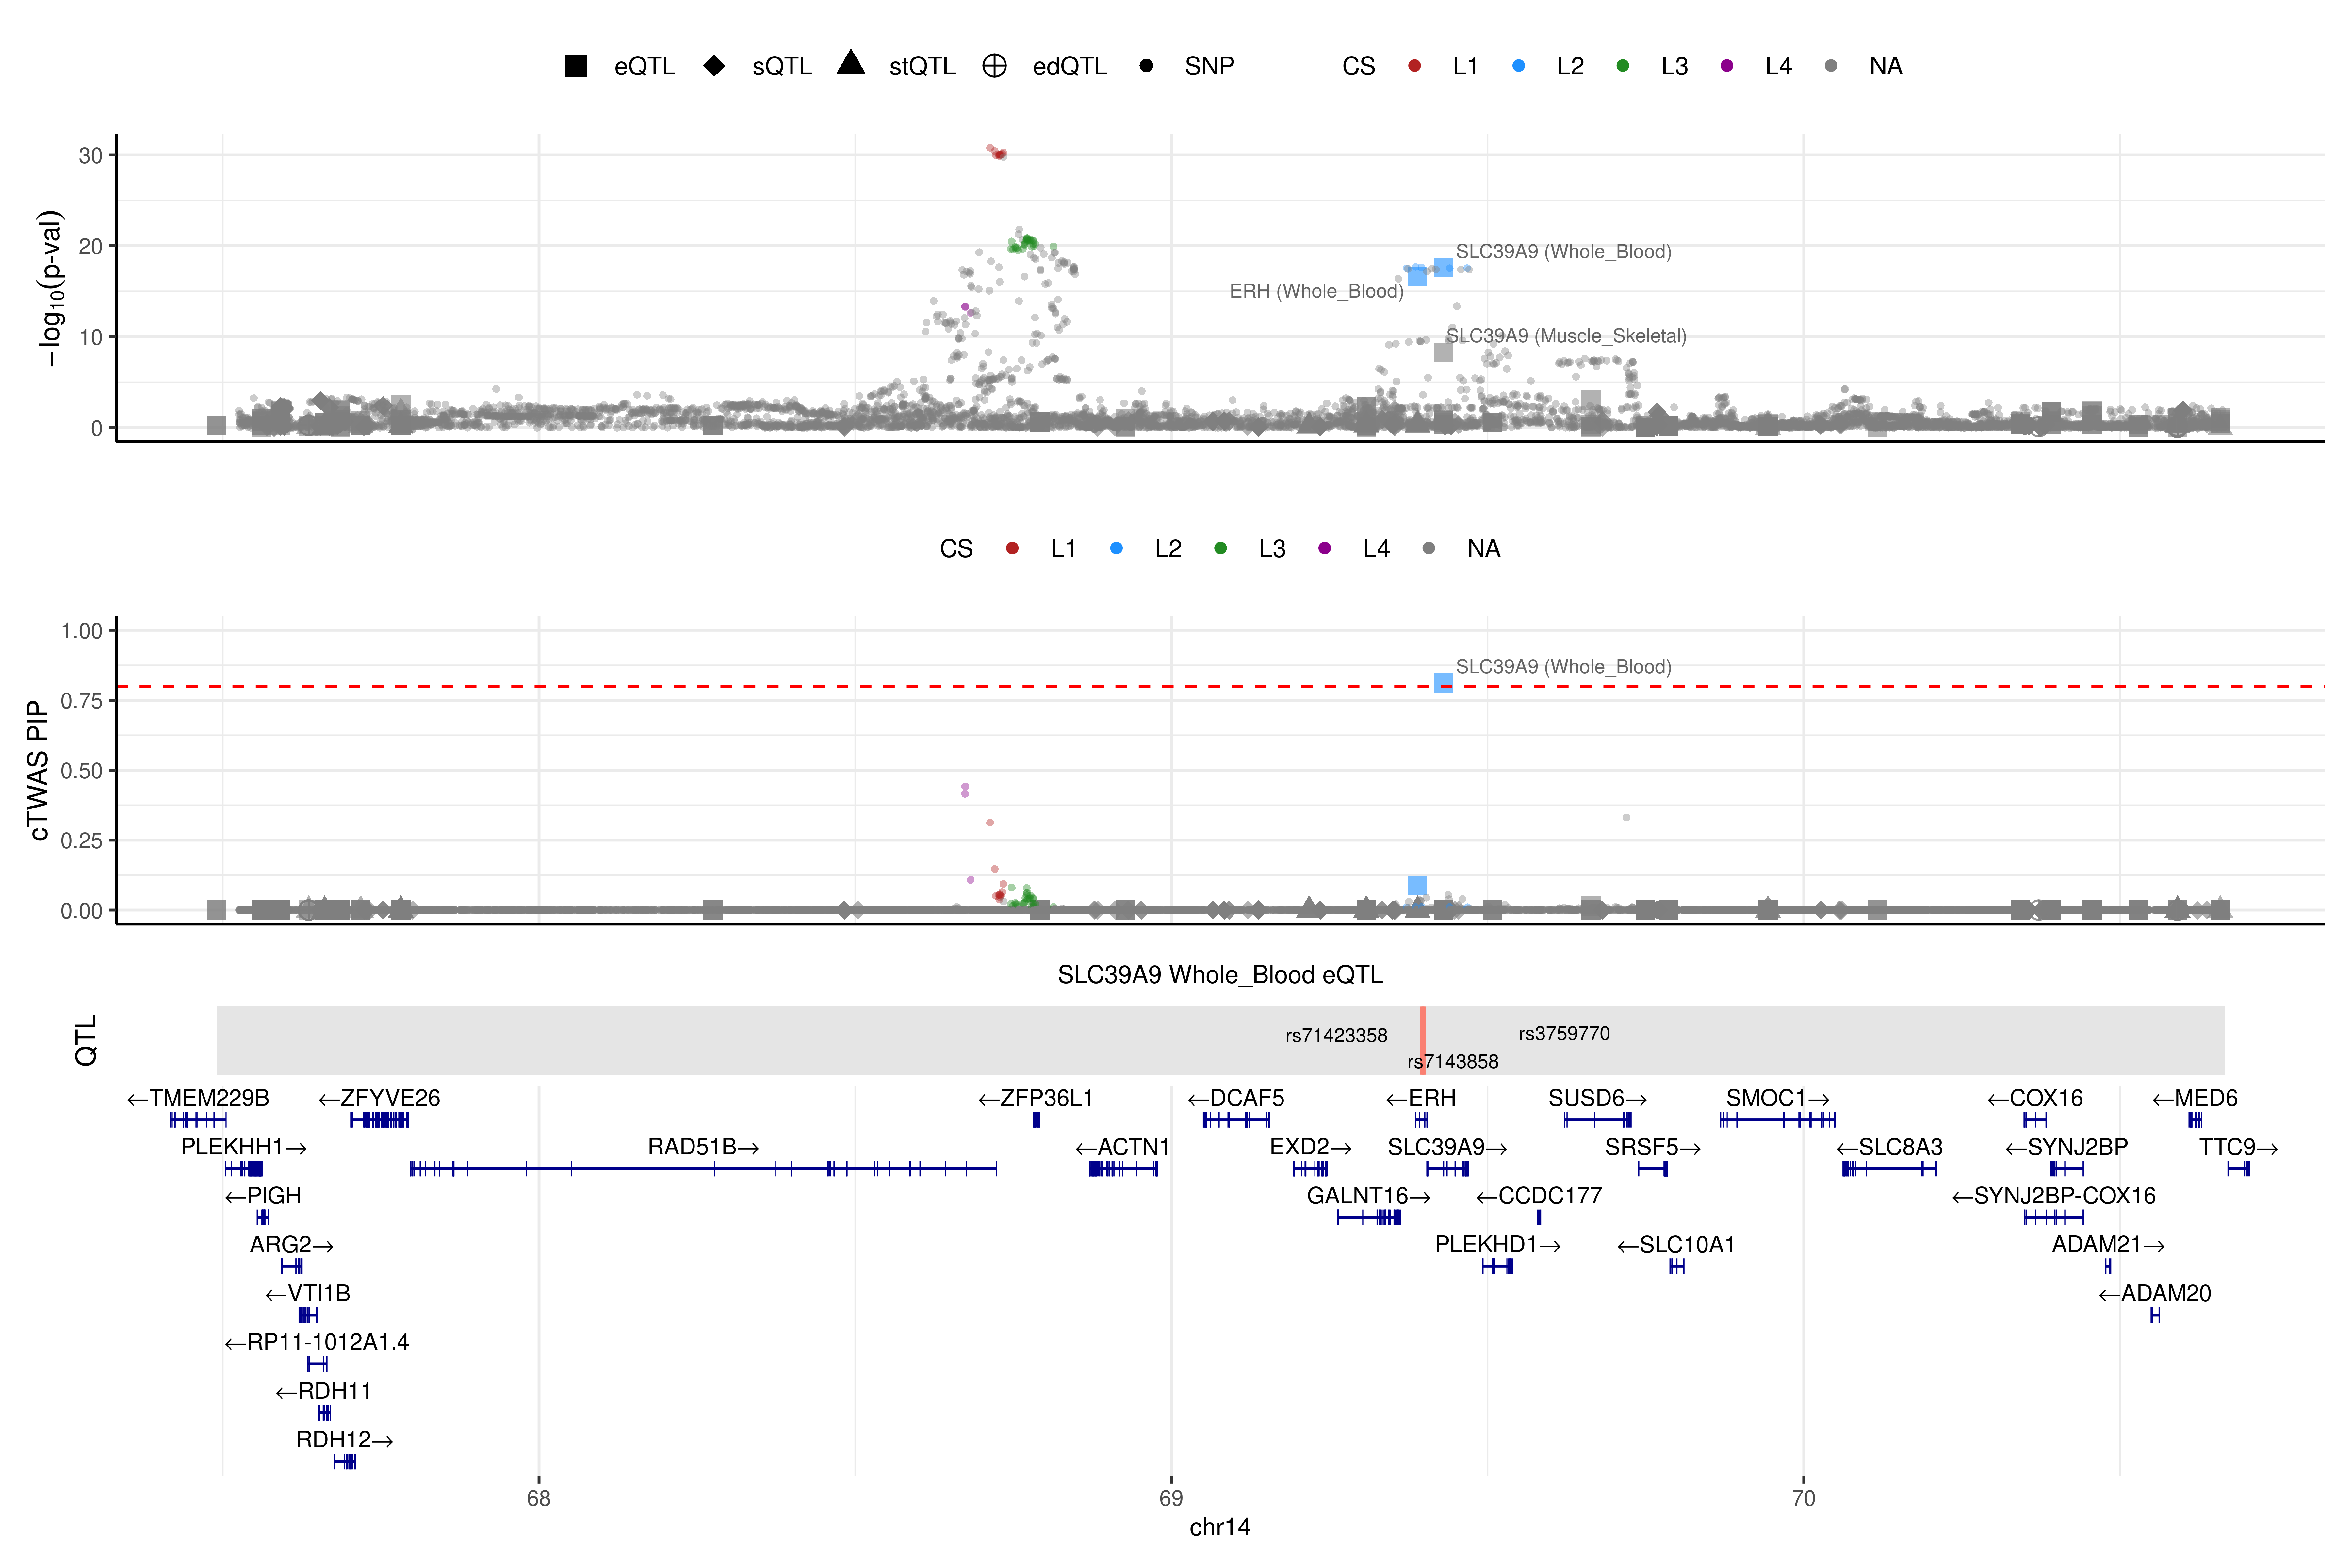 eQTL sQTL stQTL edQTL SNP CS L1 L2 L3 L4 NA
−log10(p-val)
30
20
10
0
SLC39A9 (Whole_Blood)
ERH (Whole_Blood)
SLC39A9 (Muscle_Skeletal)
CS L1 L2 L3 L4 NA
cTWAS PIP
1.00
0.75
0.50
0.25
0.00
SLC39A9 (Whole_Blood)
SLC39A9 Whole_Blood eQTL
QTL
rs71423358 rs3759770
rs7143858
←TMEM229B ←ZFYVE26 ←ZFP36L1 ←DCAF5 ←ERH SUSD6→ SMOC1→ ←COX16 ←MED6
PLEKHH1→ RAD51B→ ←ACTN1 EXD2→ SLC39A9→ SRSF5→ ←SLC8A3 ←SYNJ2BP TTC9→
←PIGH GALNT16→ ←CCDC177 ←SYNJ2BP-COX16
ARG2→ PLEKHD1→ ←SLC10A1 ADAM21→
←VTI1B ←ADAM20
←RP11-1012A1.4
←RDH11
RDH12→
68 69 70
chr14